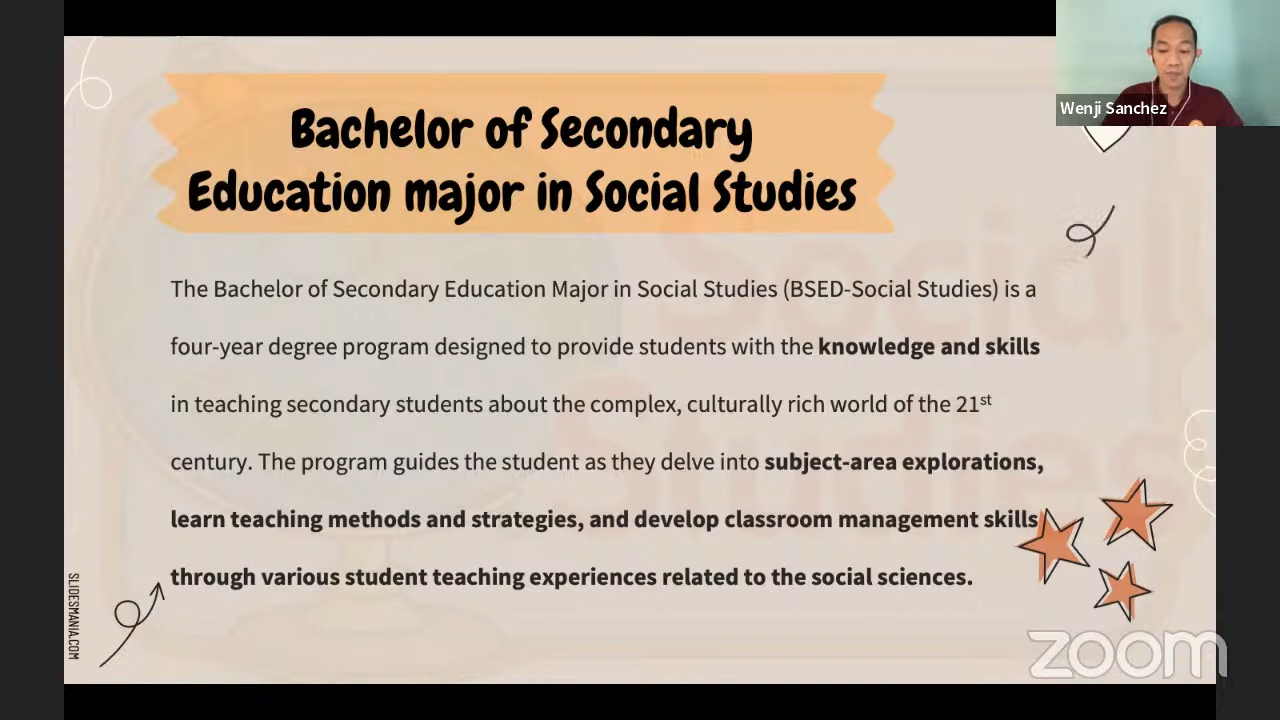 Wenji Sanchez
Bachelor of Secondary
Education major in Social Studies
The Bachelor of Secondary Education Major in Social Studies (BSED-Social Studies) is a
four-year degree program designed to provide students with the knowledge and skills
in teaching secondary students about the complex, culturally rich world of the 21st
century. The program guides the student as they delve into subject-area explorations,
learn teaching methods and strategies, and develop classroom management skills
through various student teaching experiences related to the social sciences.
Social
Studies
SLIDESMANIA.COM
zoom